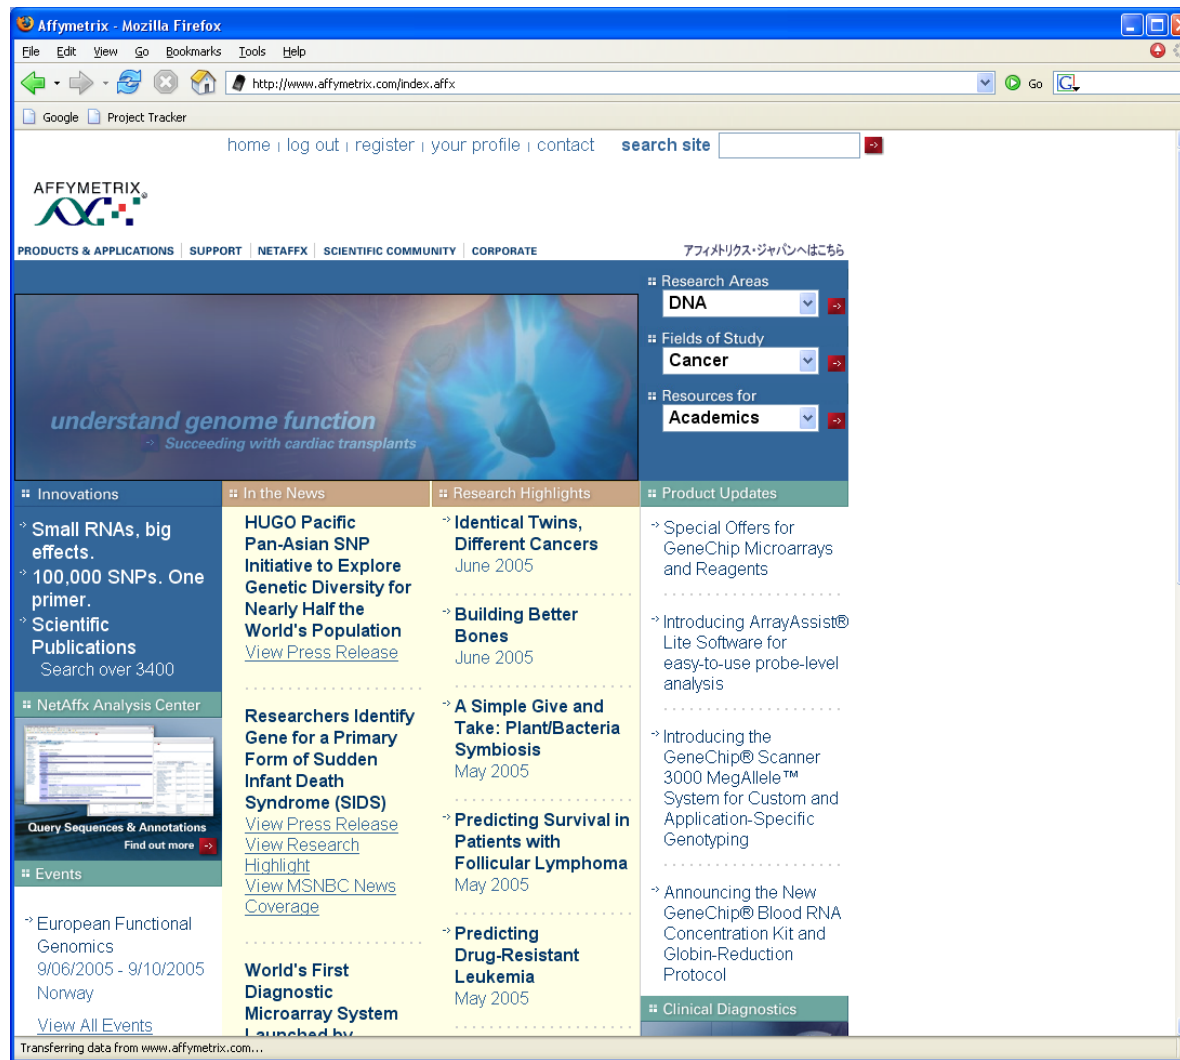 Affymetrix - Mozilla Firefox
File Edit View Go Bookmarks Tools Help
http://www.affymetrix.com/index.affx
Go
G
Google Project Tracker
home | log out | register | your profile | contact search site
AFFYMETRIX®
PRODUCTS & APPLICATIONS | SUPPORT | NETAFFX | SCIENTIFIC COMMUNITY | CORPORATE
アフィメトリクス・ジャパンへはこちら
understand genome function
Succeeding with cardiac transplants
Research Areas
DNA
Fields of Study
Cancer
Resources for
Academics
Innovations
Small RNAs, big
effects.
100,000 SNPs. One
primer.
Scientific
Publications
Search over 3400
NetAffx Analysis Center
Query Sequences & Annotations
Find out more
Events
European Functional
Genomics
9/06/2005 - 9/10/2005
Norway
View All Events
In the News
HUGO Pacific
Pan-Asian SNP
Initiative to Explore
Genetic Diversity for
Nearly Half the
World's Population
View Press Release
Researchers Identify
Gene for a Primary
Form of Sudden
Infant Death
Syndrome (SIDS)
View Press Release
View Research
Highlight
View MSNBC News
Coverage
World's First
Diagnostic
Microarray System
Launched by
Research Highlights
Identical Twins,
Different Cancers
June 2005
Building Better
Bones
June 2005
A Simple Give and
Take: Plant/Bacteria
Symbiosis
May 2005
Predicting Survival in
Patients with
Follicular Lymphoma
May 2005
Predicting
Drug-Resistant
Leukemia
May 2005
Product Updates
Special Offers for
GeneChip Microarrays
and Reagents
Introducing ArrayAssist®
Lite Software for
easy-to-use probe-level
analysis
Introducing the
GeneChip® Scanner
3000 MegAllele™
System for Custom and
Application-Specific
Genotyping
Announcing the New
GeneChip® Blood RNA
Concentration Kit and
Globin-Reduction
Protocol
Clinical Diagnostics
Transferring data from www.affymetrix.com...